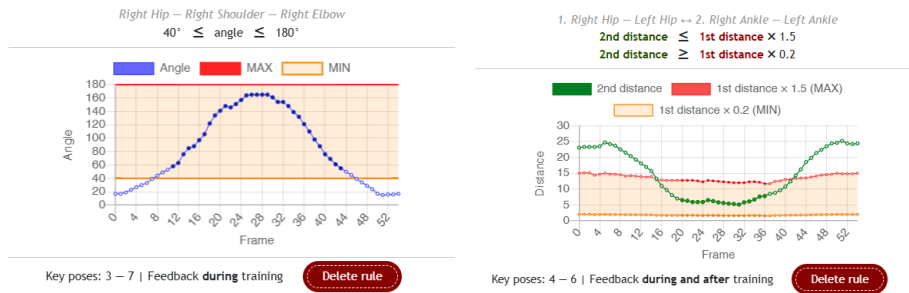 Right Hip — Right Shoulder — Right Elbow
40° ≤ angle ≤ 180°
Angle MAX MIN
180
160
140
120
100
80
60
40
20
0
Angle
0 4 8 12 16 20 24 28 32 36 40 44 48 52
Frame
Key poses: 3 — 7 | Feedback during training Delete rule
1. Right Hip — Left Hip ↔ 2. Right Ankle — Left Ankle
2nd distance ≤ 1st distance × 1.5
2nd distance ≥ 1st distance × 0.2
2nd distance 1st distance × 1.5 (MAX)
1st distance × 0.2 (MIN)
30
25
20
15
10
5
0
Distance
0 4 8 12 16 20 24 28 32 36 40 44 48 52
Frame
Key poses: 4 — 6 | Feedback during and after training Delete rule